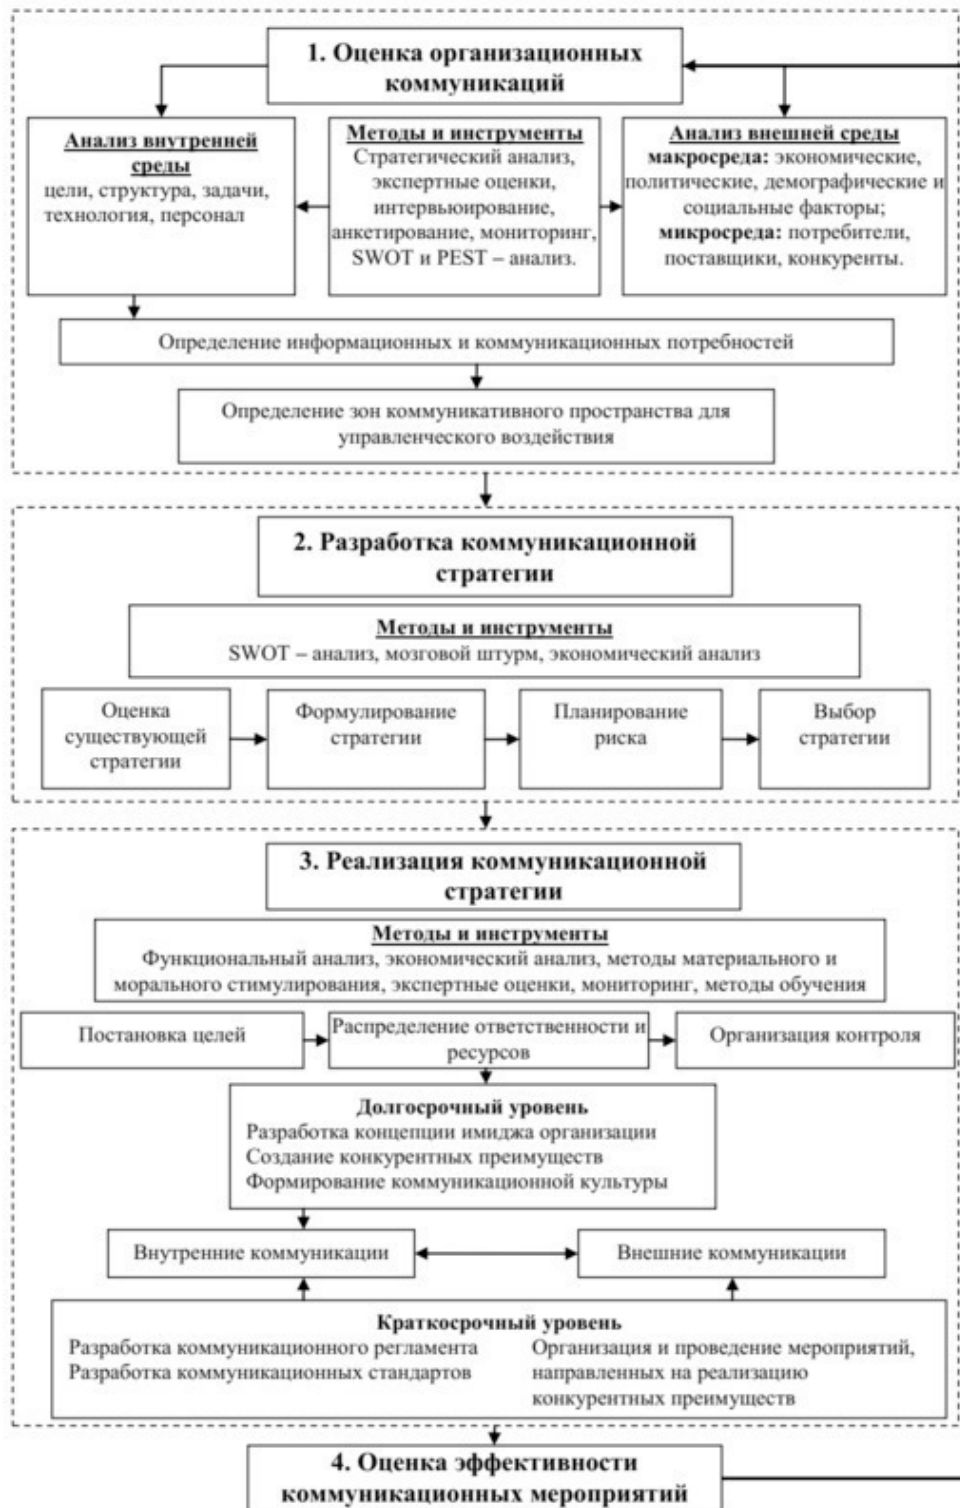 1. Оценка организационных
коммуникаций
Анализ внутренней
среды
цели, структура, задачи,
технология, персонал
Методы и инструменты
Стратегический анализ,
экспертные оценки,
интервьюирование,
анкетирование, мониторинг,
SWOT и PEST – анализ.
Анализ внешней среды
макросреда: экономические,
политические, демографические и
социальные факторы;
микросреда: потребители,
поставщики, конкуренты.
Определение информационных и коммуникационных потребностей
Определение зон коммуникативного пространства для
управленческого воздействия
2. Разработка коммуникационной
стратегии
Методы и инструменты
SWOT – анализ, мозговой штурм, экономический анализ
Оценка
существующей
стратегии
Формулирование
стратегии
Планирование
риска
Выбор
стратегии
3. Реализация коммуникационной
стратегии
Методы и инструменты
Функциональный анализ, экономический анализ, методы материального и
морального стимулирования, экспертные оценки, мониторинг, методы обучения
Постановка целей
Распределение ответственности и
ресурсов
Организация контроля
Долгосрочный уровень
Разработка концепции имиджа организации
Создание конкурентных преимуществ
Формирование коммуникационной культуры
Внутренние коммуникации
Внешние коммуникации
Краткосрочный уровень
Разработка коммуникационного регламента
Разработка коммуникационных стандартов
Организация и проведение мероприятий,
направленных на реализацию
конкурентных преимуществ
4. Оценка эффективности
коммуникационных мероприятий